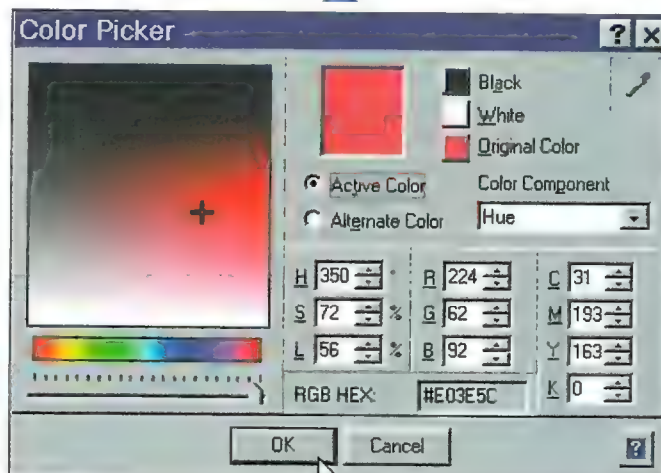 Color Picker ? ×
Black
White
Original Color
Active Color
Alternate Color
Color Component
Hue
H 350 °
S 72 %
L 56 %
R 224
G 62
B 92
C 31
M 193
Y 163
K 0
RGB HEX: #E03E5C
OK Cancel ?